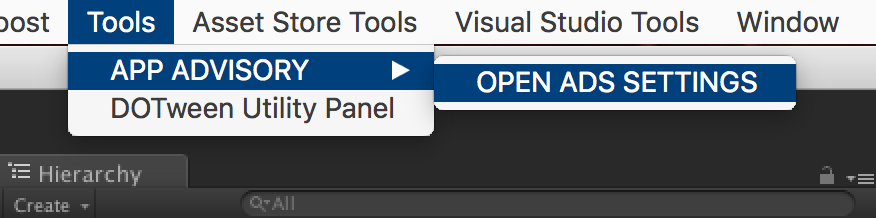 oost Tools Asset Store Tools Visual Studio Tools Window
APP ADVISORY OPEN ADS SETTINGS
DOTween Utility Panel
Hierarchy
Create All